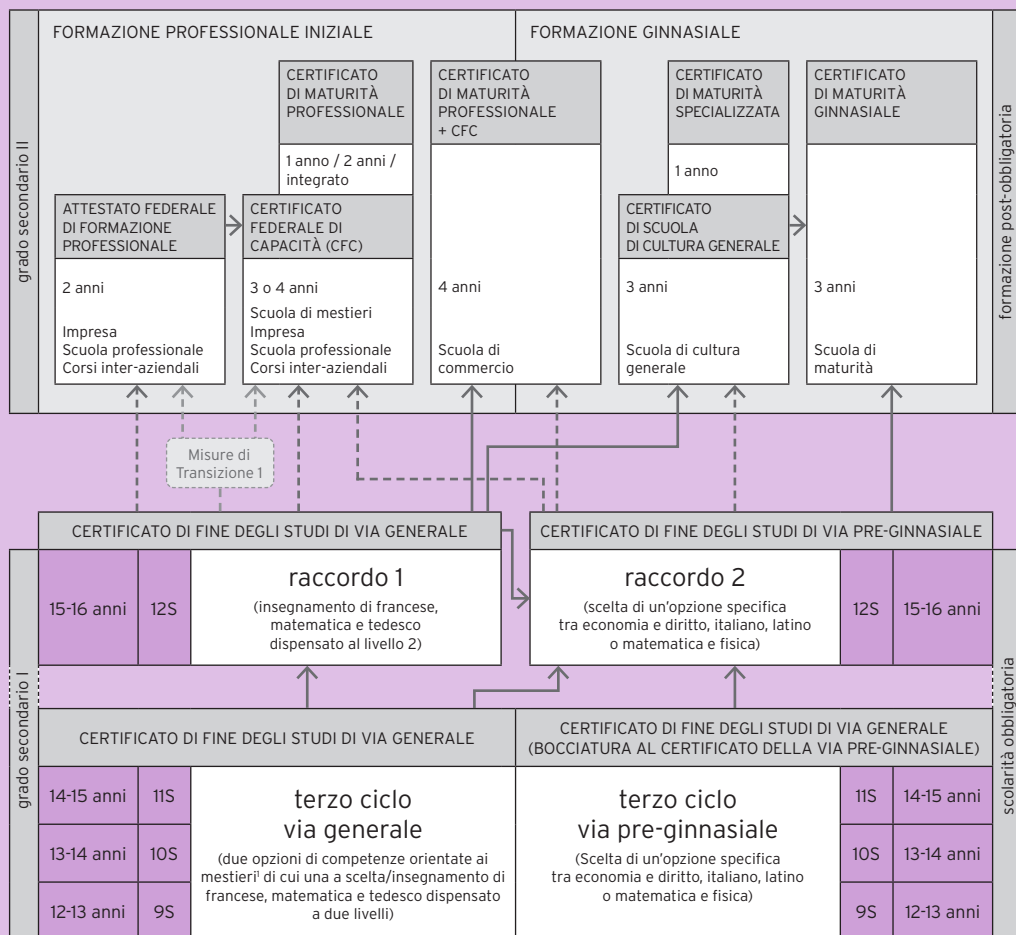 FORMAZIONE PROFESSIONALE INIZIALE
FORMAZIONE GINNASIALE
grado secondario II
formazione post-obbligatoria
CERTIFICATO
DI MATURITÀ
PROFESSIONALE
1 anno / 2 anni /
integrato
CERTIFICATO
DI MATURITÀ
PROFESSIONALE
+ CFC
CERTIFICATO
DI MATURITÀ
SPECIALIZZATA
1 anno
CERTIFICATO
DI MATURITÀ
GINNASIALE
ATTESTATO FEDERALE
DI FORMAZIONE
PROFESSIONALE
2 anni
Impresa
Scuola professionale
Corsi inter-aziendali
CERTIFICATO
FEDERALE DI
CAPACITÀ (CFC)
3 o 4 anni
Scuola di mestieri
Impresa
Scuola professionale
Corsi inter-aziendali
4 anni
Scuola di
commercio
CERTIFICATO
DI SCUOLA
DI CULTURA GENERALE
3 anni
Scuola di cultura
generale
3 anni
Scuola di
maturità
Misure di
Transizione 1
CERTIFICATO DI FINE DEGLI STUDI DI VIA GENERALE
CERTIFICATO DI FINE DEGLI STUDI DI VIA PRE-GINNASIALE
grado secondario I
scolarità obbligatoria
15-16 anni
12S
raccordo 1
(insegnamento di francese,
matematica e tedesco
dispensato al livello 2)
raccordo 2
(scelta di un'opzione specifica
tra economia e diritto, italiano, latino
o matematica e fisica)
12S
15-16 anni
CERTIFICATO DI FINE DEGLI STUDI DI VIA GENERALE
CERTIFICATO DI FINE DEGLI STUDI DI VIA GENERALE
(BOCCIATURA AL CERTIFICATO DELLA VIA PRE-GINNASIALE)
14-15 anni
11S
13-14 anni
10S
12-13 anni
9S
terzo ciclo
via generale
(due opzioni di competenze orientate ai
mestieri¹ di cui una a scelta/insegnamento di
francese, matematica e tedesco dispensato
a due livelli)
terzo ciclo
via pre-ginnasiale
(Scelta di un'opzione specifica
tra economia e diritto, italiano, latino
o matematica e fisica)
11S
14-15 anni
10S
13-14 anni
9S
12-13 anni